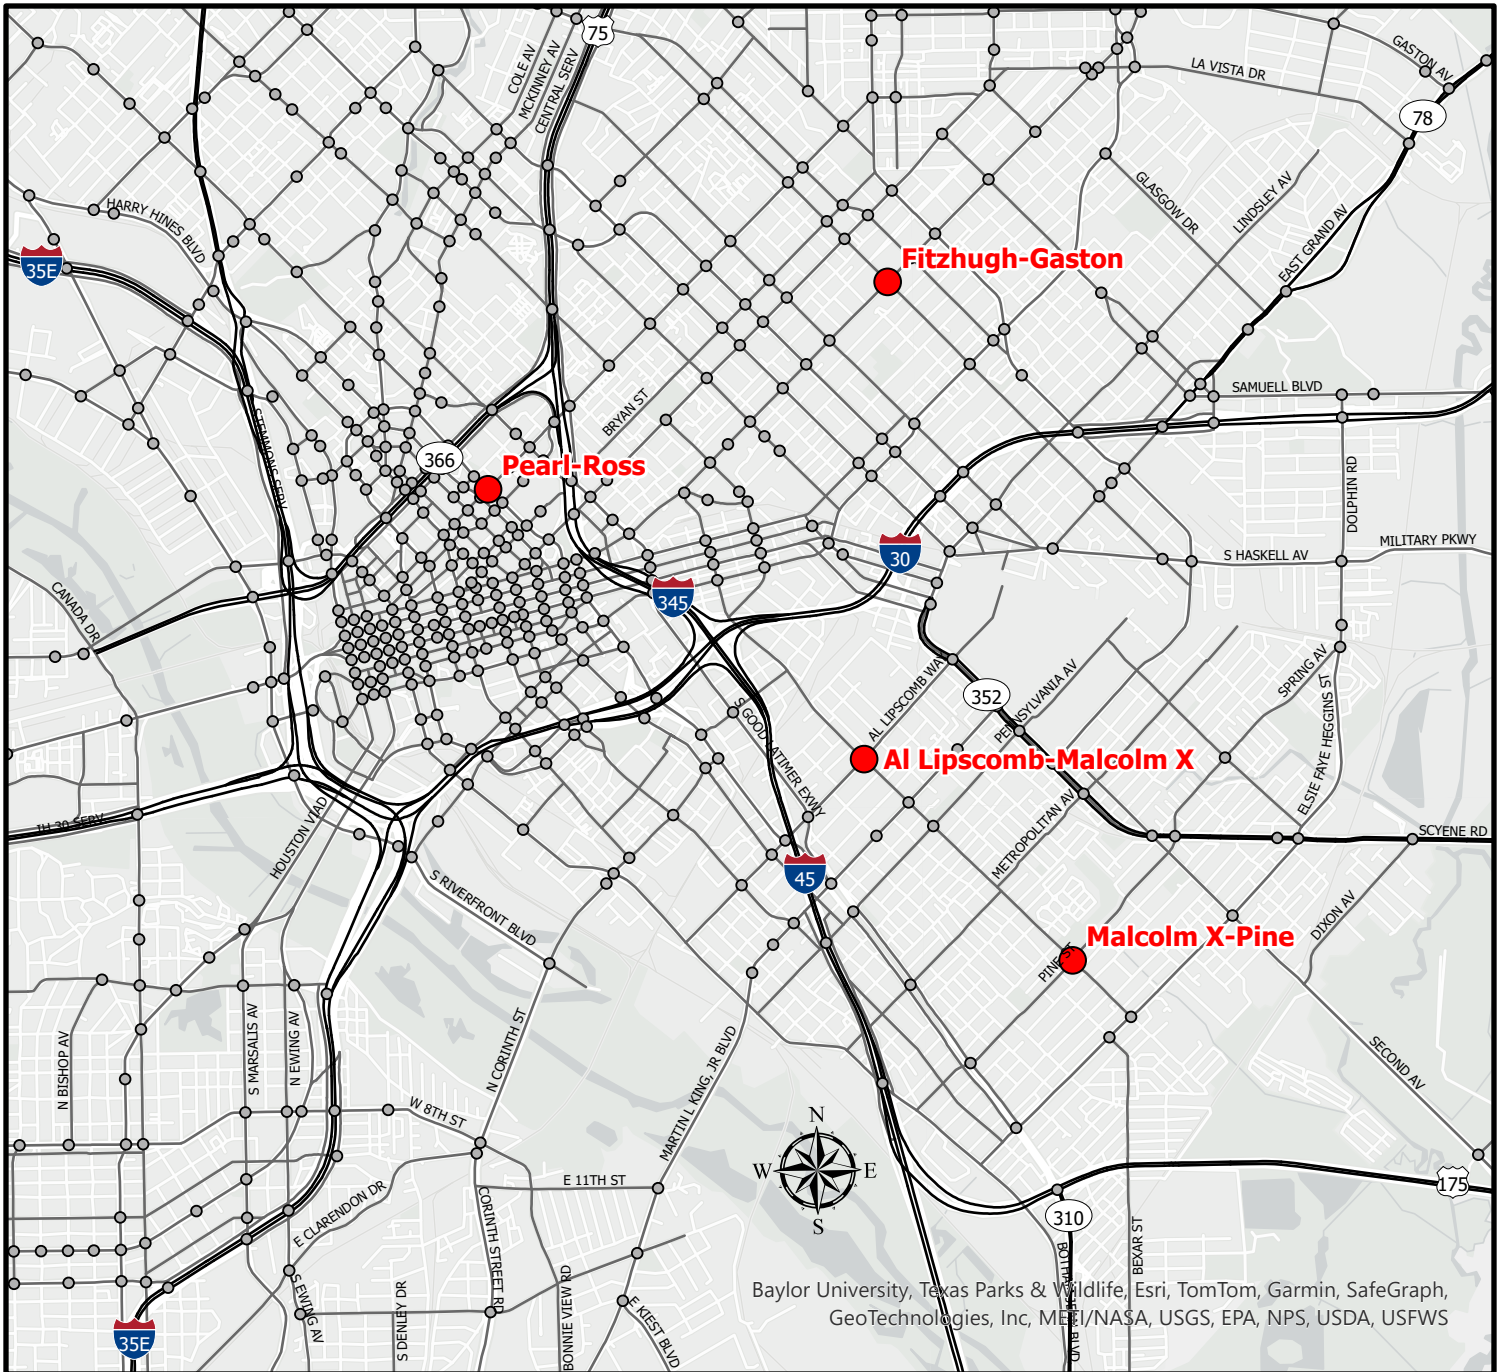 75
COLE AV
MCKINNEY AV
CENTRAL SERV
GASTON AV
LA VISTA DR
78
GLASGOW DR
LINDSLEY AV
EAST GRAND AV
HARRY HINES BLVD
35E
Fitzhugh-Gaston
SAMUELL BLVD
BRYAN ST
STEMMONS SERV
366
Pearl-Ross
DOLPHIN RD
30
S HASKELL AV
MILITARY PKWY
345
CANADA DR
AL LIPSCOMB WA
352
PENNSYLVANIA AV
SPRING AV
ELSIE FAYE HEGGINS ST
S GOOD LATIMER EXWY
Al Lipscomb-Malcolm X
METROPOLITAN AV
SCYENE RD
IH 30 SERV
HOUSTON VIAD
45
S RIVERFRONT BLVD
DIXON AV
Malcolm X-Pine
PINE ST
N BISHOP AV
S MARSALIS AV
N EWING AV
N CORINTH ST
MARTIN L KING, JR BLVD
SECOND AV
W 8TH ST
N
W E
S
E 11TH ST
175
E CLARENDON DR
CORINTH STREET RD
310
BEXAR ST
S EWING AV
S DENLEY DR
BONNIE VIEW RD
E KIEST BLVD
35E
Baylor University, Texas Parks & Wildlife, Esri, TomTom, Garmin, SafeGraph,
GeoTechnologies, Inc, METI/NASA, USGS, EPA, NPS, USDA, USFWS